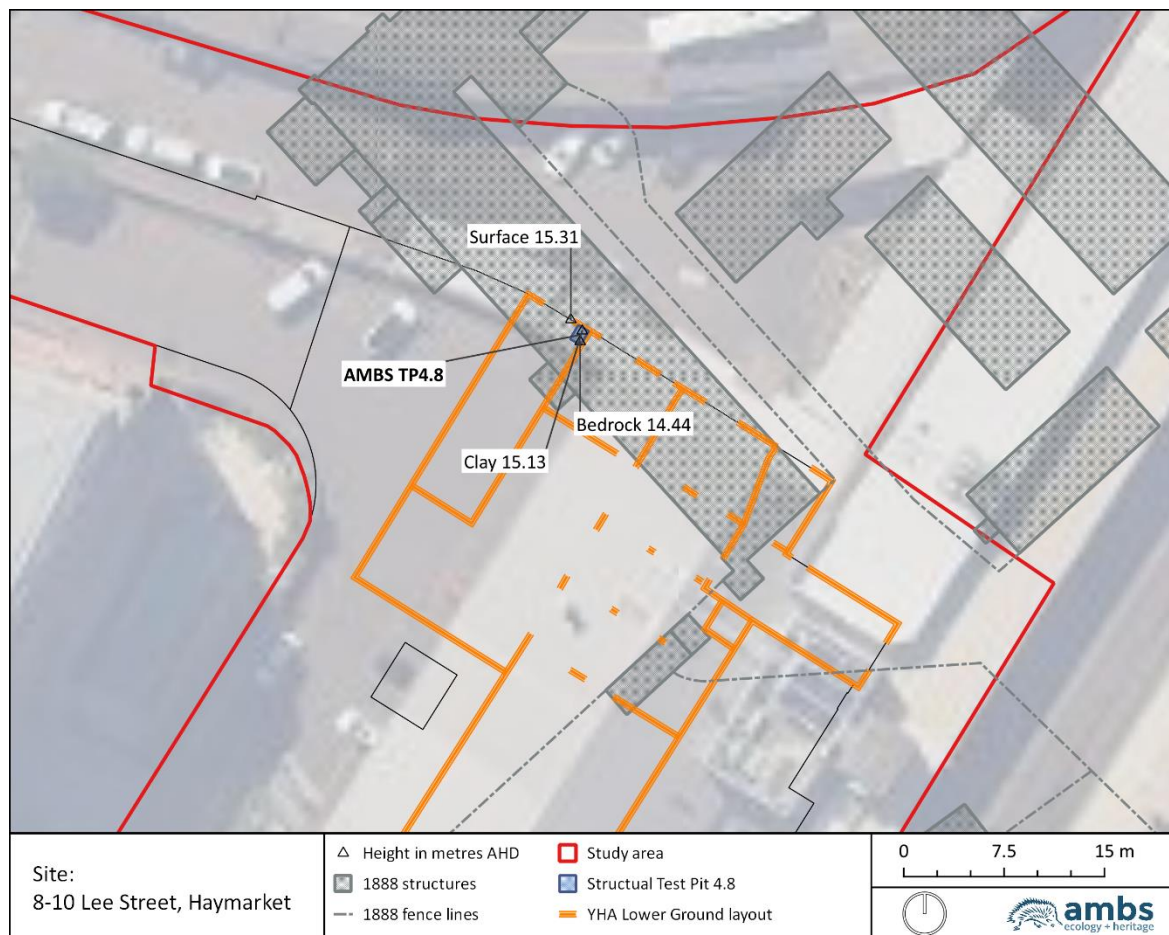 Surface 15.31
AMBS TP4.8
Bedrock 14.44
Clay 15.13
Site:
8-10 Lee Street, Haymarket
Height in metres AHD
1888 structures
1888 fence lines
Study area
Structual Test Pit 4.8
YHA Lower Ground layout
0 7.5 15 m
ambs
ecology + heritage